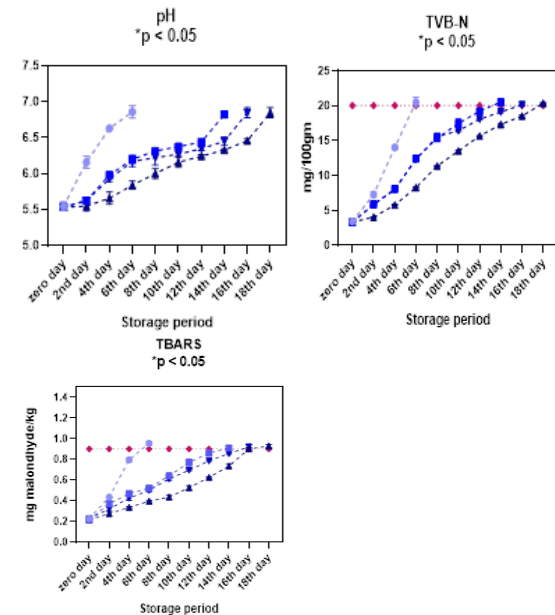 pH
*p < 0.05
7.5
7.0
6.5
6.0
5.5
5.0
zero day
2nd day
4th day
6th day
8th day
10th day
12th day
14th day
16th day
18th day
Storage period
TVB-N
*p < 0.05
mg/100gm
25
20
15
10
5
0
zero day
2nd day
4th day
6th day
8th day
10th day
12th day
14th day
16th day
18th day
Storage period
TBARS
*p < 0.05
mg malondhyde/kg
1.4
1.2
1.0
0.8
0.6
0.4
0.2
0.0
zero day
2nd day
4th day
6th day
8th day
10th day
12th day
14th day
16th day
18th day
Storage period